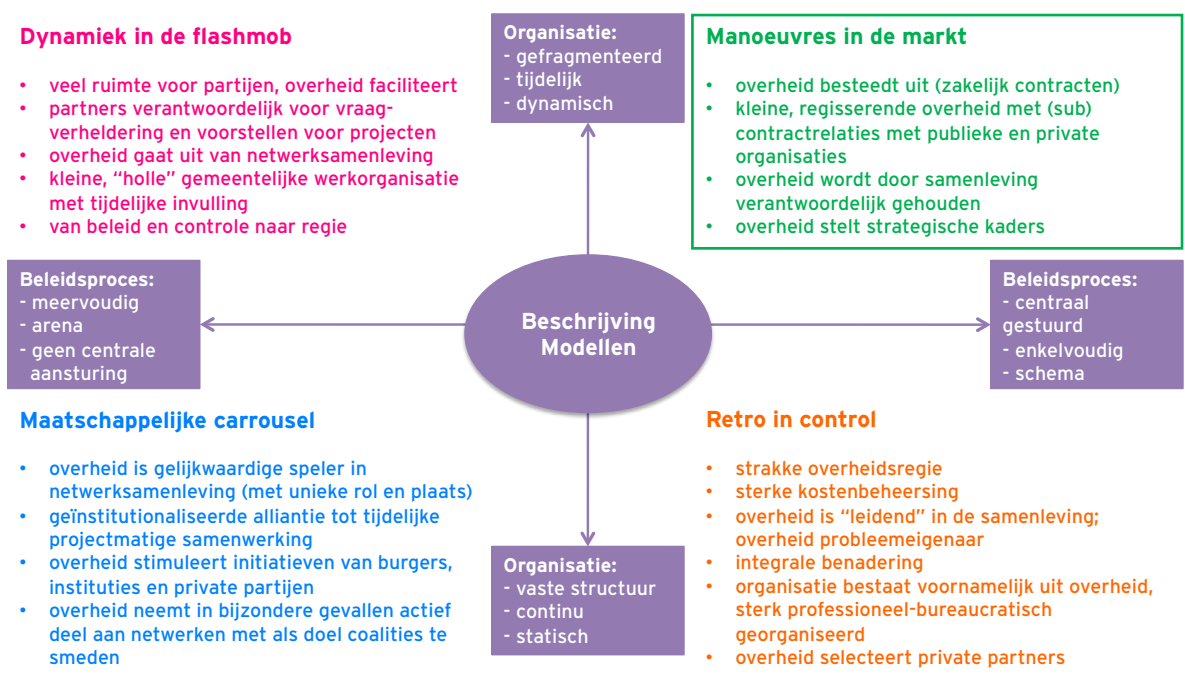 Dynamiek in de flashmob
• veel ruimte voor partijen, overheid faciliteert
• partners verantwoordelijk voor vraag-
verheldering en voorstellen voor projecten
• overheid gaat uit van netwerksamenleving
• kleine, “holle” gemeentelijke werkorganisatie
met tijdelijke invulling
• van beleid en controle naar regie
Organisatie:
- gefragmenteerd
- tijdelijk
- dynamisch
Manoeuvres in de markt
• overheid besteedt uit (zakelijk contracten)
• kleine, regisserende overheid met (sub)
contractrelaties met publieke en private
organisaties
• overheid wordt door samenleving
verantwoordelijk gehouden
• overheid stelt strategische kaders
Beleidsproces:
- meervoudig
- arena
- geen centrale
aansturing
Beschrijving
Modellen
Beleidsproces:
- centraal
gestuurd
- enkelvoudig
- schema
Maatschappelijke carrousel
• overheid is gelijkwaardige speler in
netwerksamenleving (met unieke rol en plaats)
• geïnstitutionaliseerde alliantie tot tijdelijke
projectmatige samenwerking
• overheid stimuleert initiatieven van burgers,
instituties en private partijen
• overheid neemt in bijzondere gevallen actief
deel aan netwerken met als doel coalities te
smeden
Organisatie:
- vaste structuur
- continu
- statisch
Retro in control
• strakke overheidsregie
• sterke kostenbeheersing
• overheid is “leidend” in de samenleving;
overheid probleemeigenaar
• integrale benadering
• organisatie bestaat voornamelijk uit overheid,
sterk professioneel-bureaucratisch
georganiseerd
• overheid selecteert private partners